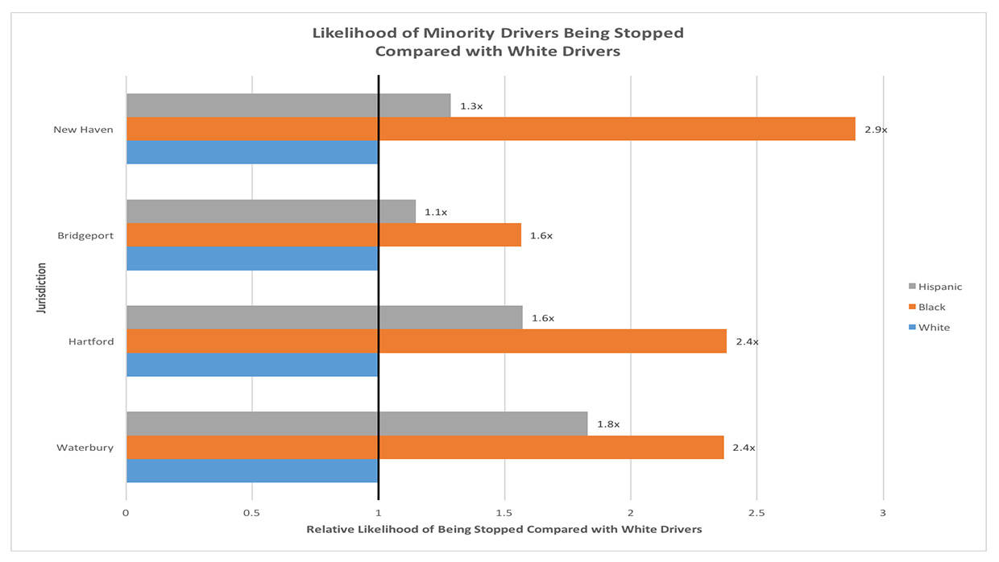 Likelihood of Minority Drivers Being Stopped
Compared with White Drivers
New Haven
1.3x
2.9x
Bridgeport
1.1x
1.6x
Jurisdiction
Hartford
1.6x
2.4x
Waterbury
1.8x
2.4x
Hispanic
Black
White
0 0.5 1 1.5 2 2.5 3
Relative Likelihood of Being Stopped Compared with White Drivers